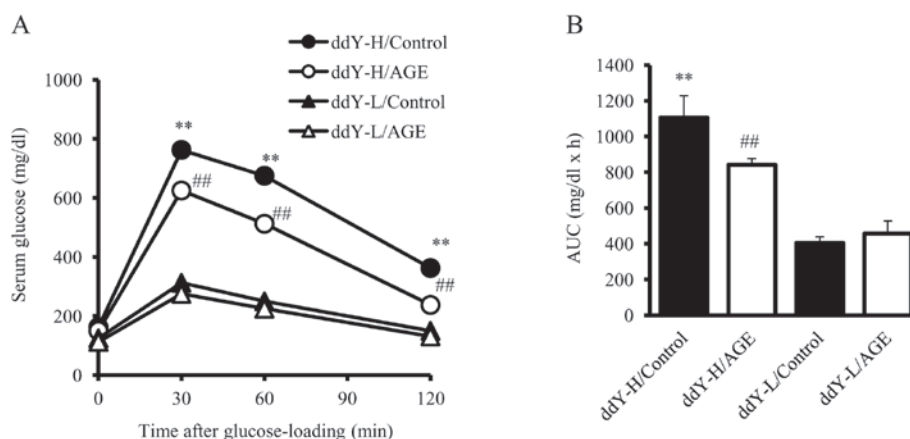 A
ddY-H/Control
ddY-H/AGE
ddY-L/Control
ddY-L/AGE
1000
800
600
400
200
0
Serum glucose (mg/dl)
**
**
**
##
##
##
0
30
60
90
120
Time after glucose-loading (min)
B
1400
1200
1000
800
600
400
200
0
AUC (mg/dl x h)
**
##
ddY-H/Control
ddY-H/AGE
ddY-L/Control
ddY-L/AGE